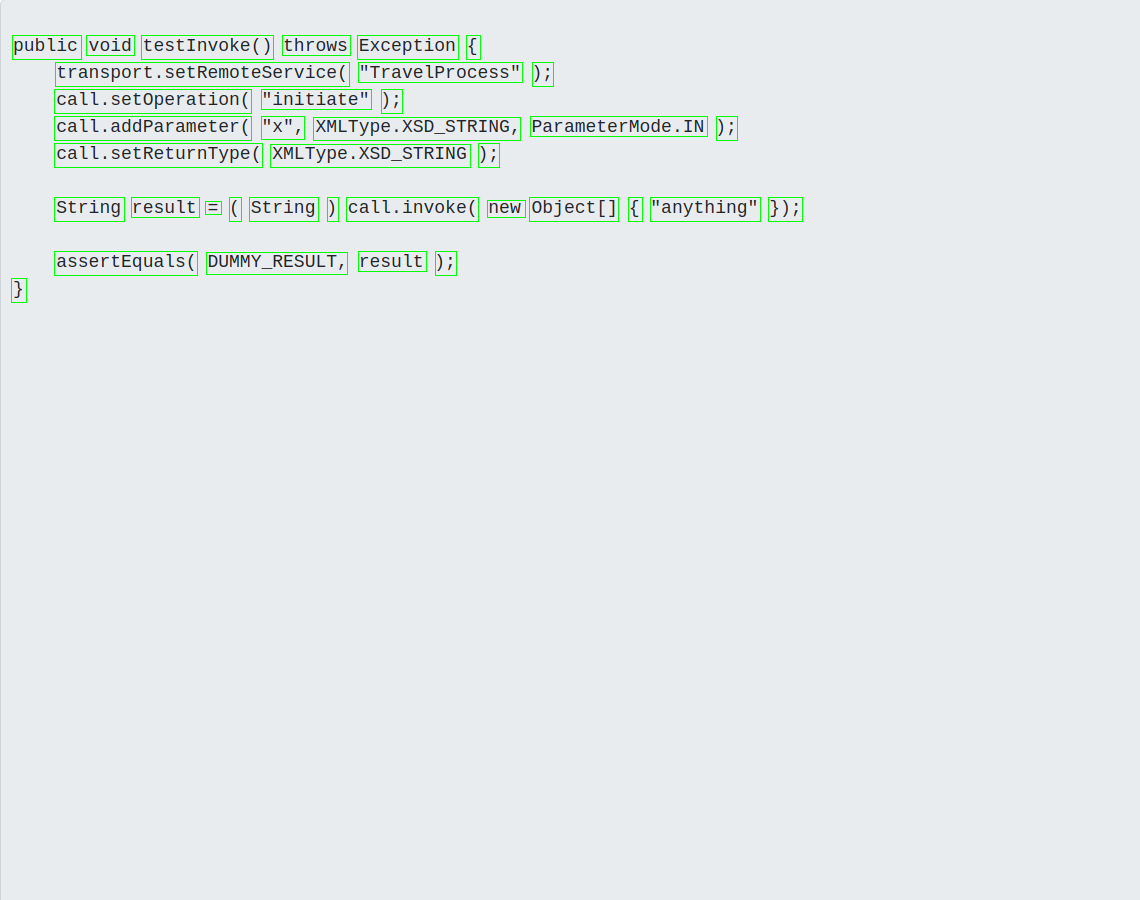 public void testInvoke() throws Exception {
    transport.setRemoteService( "TravelProcess" );
    call.setOperation( "initiate" );
    call.addParameter( "x", XMLType.XSD_STRING, ParameterMode.IN );
    call.setReturnType( XMLType.XSD_STRING );
    String result = ( String ) call.invoke( new Object[] { "anything" });
    assertEquals( DUMMY_RESULT, result );
}